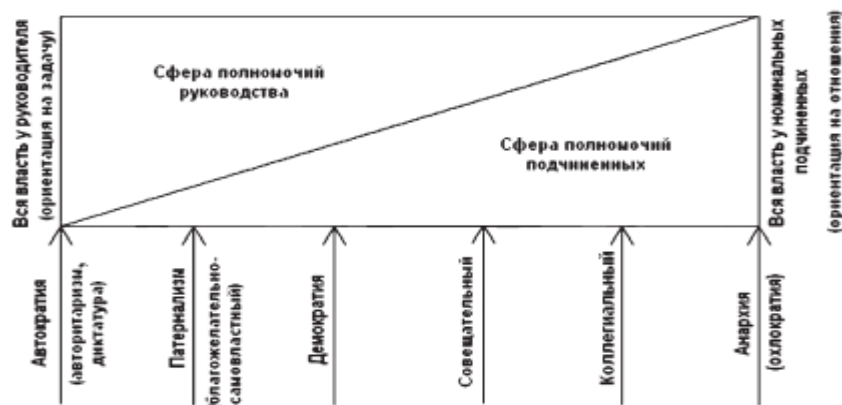 Вся власть у руководителя
(ориентация на задачу)
Сфера полномочий
руководства
Сфера полномочий
подчиненных
Вся власть у номинальных
подчиненных
(ориентация на отношения)
Автократия
(авторитаризм,
диктатура)
Патернализм
благожелательно-
самовластный)
Демократия
Совещательный
Коллегиальный
Анархия
(охлократия)